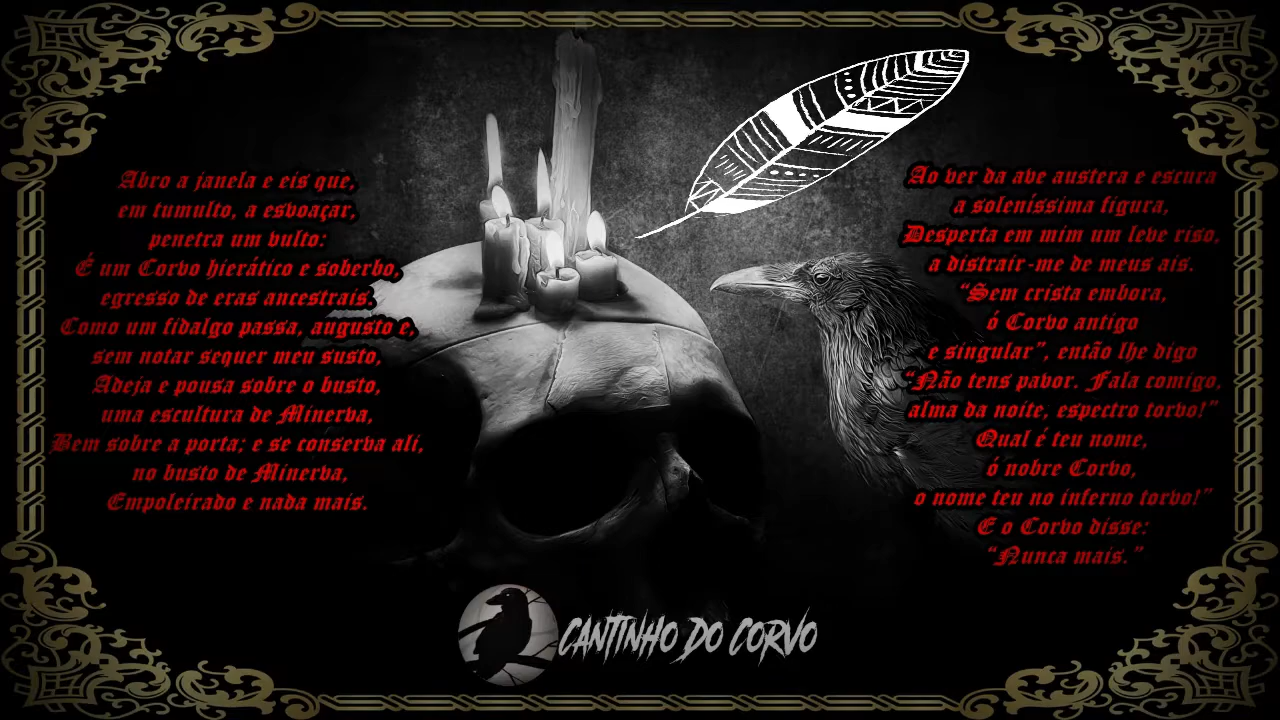 Abro a janela e eis que,
em tumulto, a esvoaçar,
penetra um vulto:
É um Corvo hierático e soberbo,
egresso de eras ancestrais.
Como um fidalgo passa, augusto e,
sem notar sequer meu susto,
Adeja e pousa sobre o busto,
uma escultura de Minerva,
Bem sobre a porta; e se conserva ali,
no busto de Minerva,
Empoleirado e nada mais.
Ao ver da ave austera e escura
a soleníssima figura,
Desperta em mim um leve riso,
a distrair-me de meus ais.
“Sem crista embora,
ó Corvo antigo
e singular”, então lhe digo
“Não tens pavor. Fala comigo,
alma da noite, espectro torvo!”
Qual é teu nome,
ó nobre Corvo,
o nome teu no inferno torvo!”
E o Corvo disse:
“Nunca mais.”
CANTINHO DO CORVO